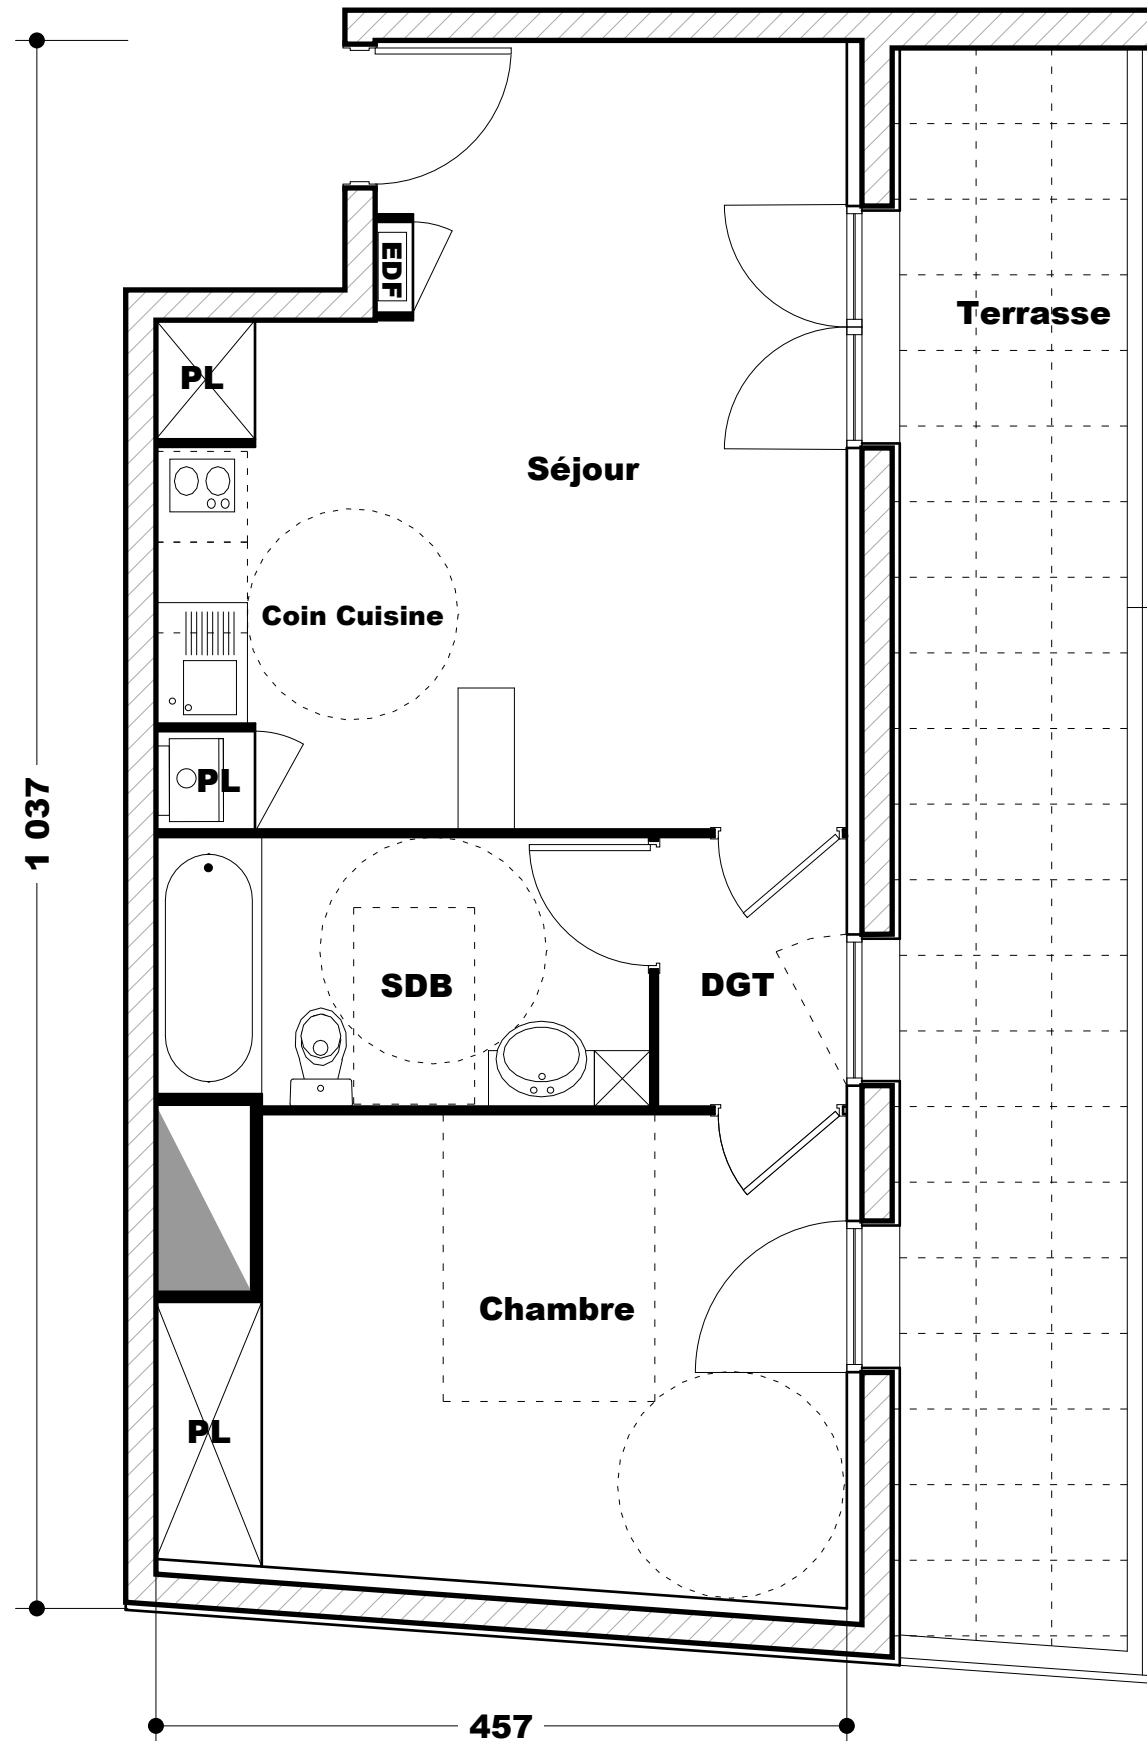 EDF
Terrasse
PL
Séjour
Coin Cuisine
PL
1 037
SDB
DGT
Chambre
PL
457